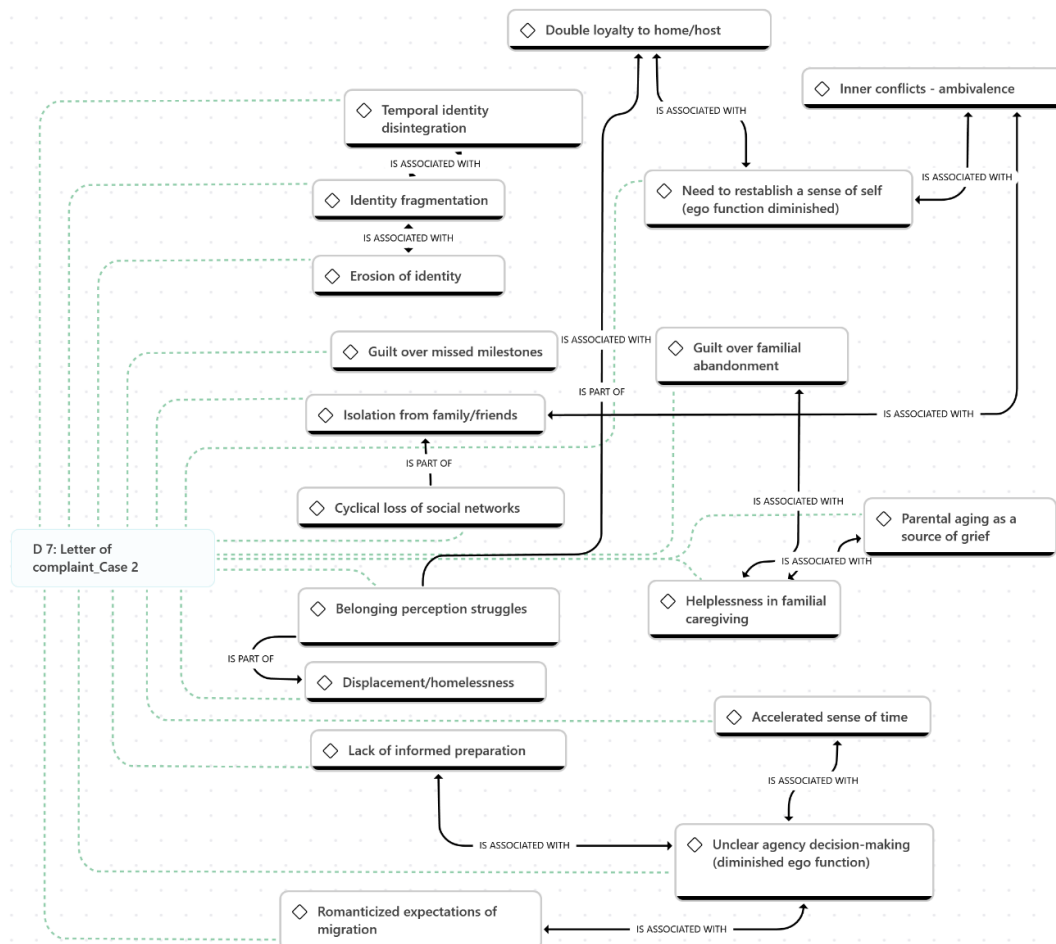 Double loyalty to home/host
Inner conflicts - ambivalence
Temporal identity
disintegration
IS ASSOCIATED WITH
IS ASSOCIATED WITH
Identity fragmentation
Need to restablish a sense of self
(ego function diminished)
IS ASSOCIATED WITH
IS ASSOCIATED WITH
Erosion of identity
Guilt over missed milestones
IS ASSOCIATED WITH
Guilt over familial
abandonment
IS PART OF
Isolation from family/friends
IS ASSOCIATED WITH
IS PART OF
Cyclical loss of social networks
IS ASSOCIATED WITH
Parental aging as a
source of grief
D 7: Letter of
complaint_Case 2
IS ASSOCIATED WITH
Belonging perception struggles
Helplessness in familial
caregiving
IS PART OF
Displacement/homelessness
Accelerated sense of time
Lack of informed preparation
IS ASSOCIATED WITH
IS ASSOCIATED WITH
Unclear agency decision-making
(diminished ego function)
Romanticized expectations of
migration
IS ASSOCIATED WITH